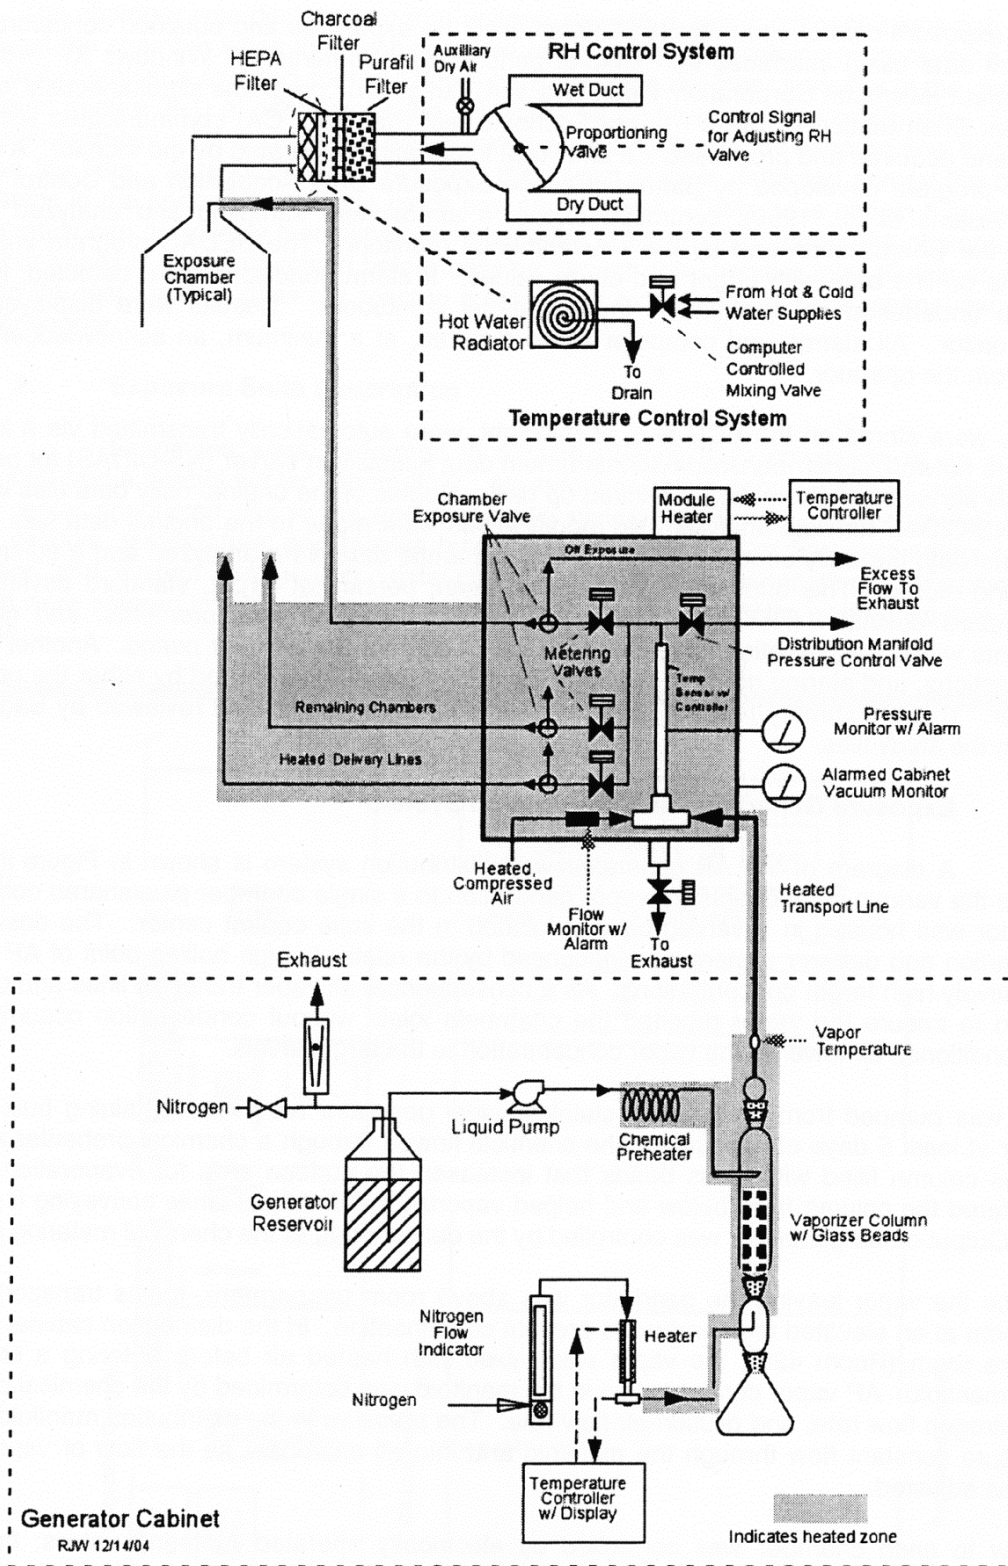 Charcoal
Filter
HEPA
Filter
Purafil
Filter
Auxilliary
Dry Air
RH Control System
Wet Duct
Proportioning
Valve
Control Signal
for Adjusting RH
Valve
Dry Duct
Exposure
Chamber
(Typical)
Hot Water
Radiator
From Hot & Cold
Water Supplies
To
Drain
Computer
Controlled
Mixing Valve
Temperature Control System
Chamber
Exposure Valve
Module
Heater
Temperature
Controller
Off Exposure
Excess
Flow To
Exhaust
Metering
Valves
Distribution Manifold
Pressure Control Valve
Temp
Sensor w/
Controller
Remaining Chambers
Pressure
Monitor w/ Alarm
Heated Delivery Lines
Alarmed Cabinet
Vacuum Monitor
Heated,
Compressed
Air
Flow
Monitor w/
Alarm
To
Exhaust
Heated
Transport Line
Exhaust
Vapor
Temperature
Nitrogen
Liquid Pump
Chemical
Preheater
Generator
Reservoir
Vaporizer Column
w/ Glass Beads
Nitrogen
Flow
Indicator
Heater
Nitrogen
Temperature
Controller
w/ Display
Generator Cabinet
RJW 12/14/04
Indicates heated zone